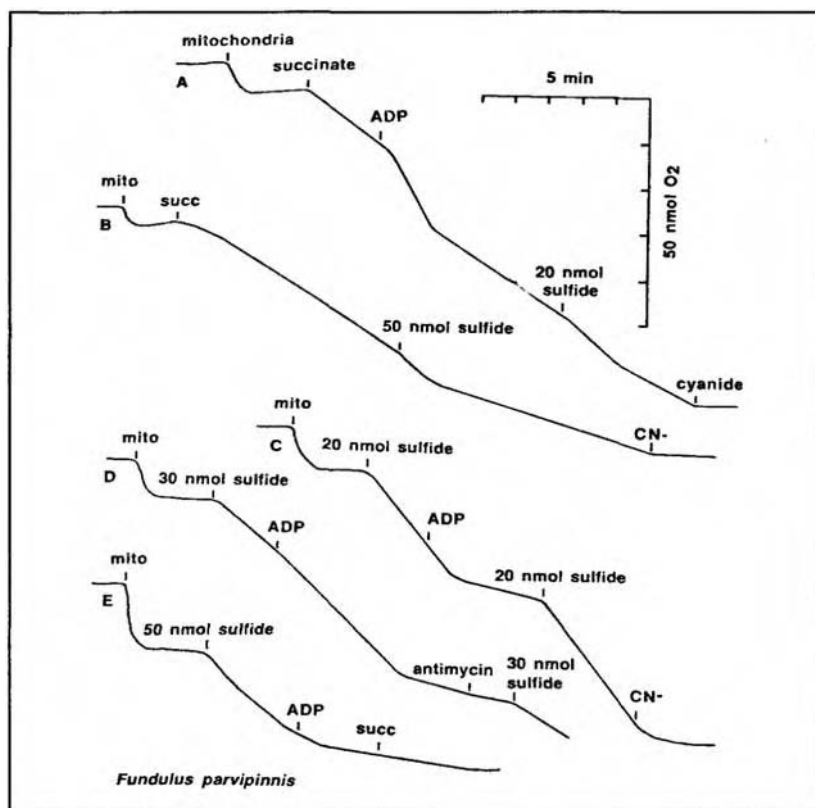 mitochondria
succinate
A
ADP
5 min
50 nmol O2
20 nmol
sulfide
cyanide
mito
succ
B
50 nmol sulfide
CN-
mito
C
20 nmol sulfide
ADP
20 nmol sulfide
CN-
mito
D
30 nmol sulfide
ADP
antimycin
30 nmol
sulfide
mito
E
50 nmol sulfide
ADP
succ
Fundulus parvipinnis